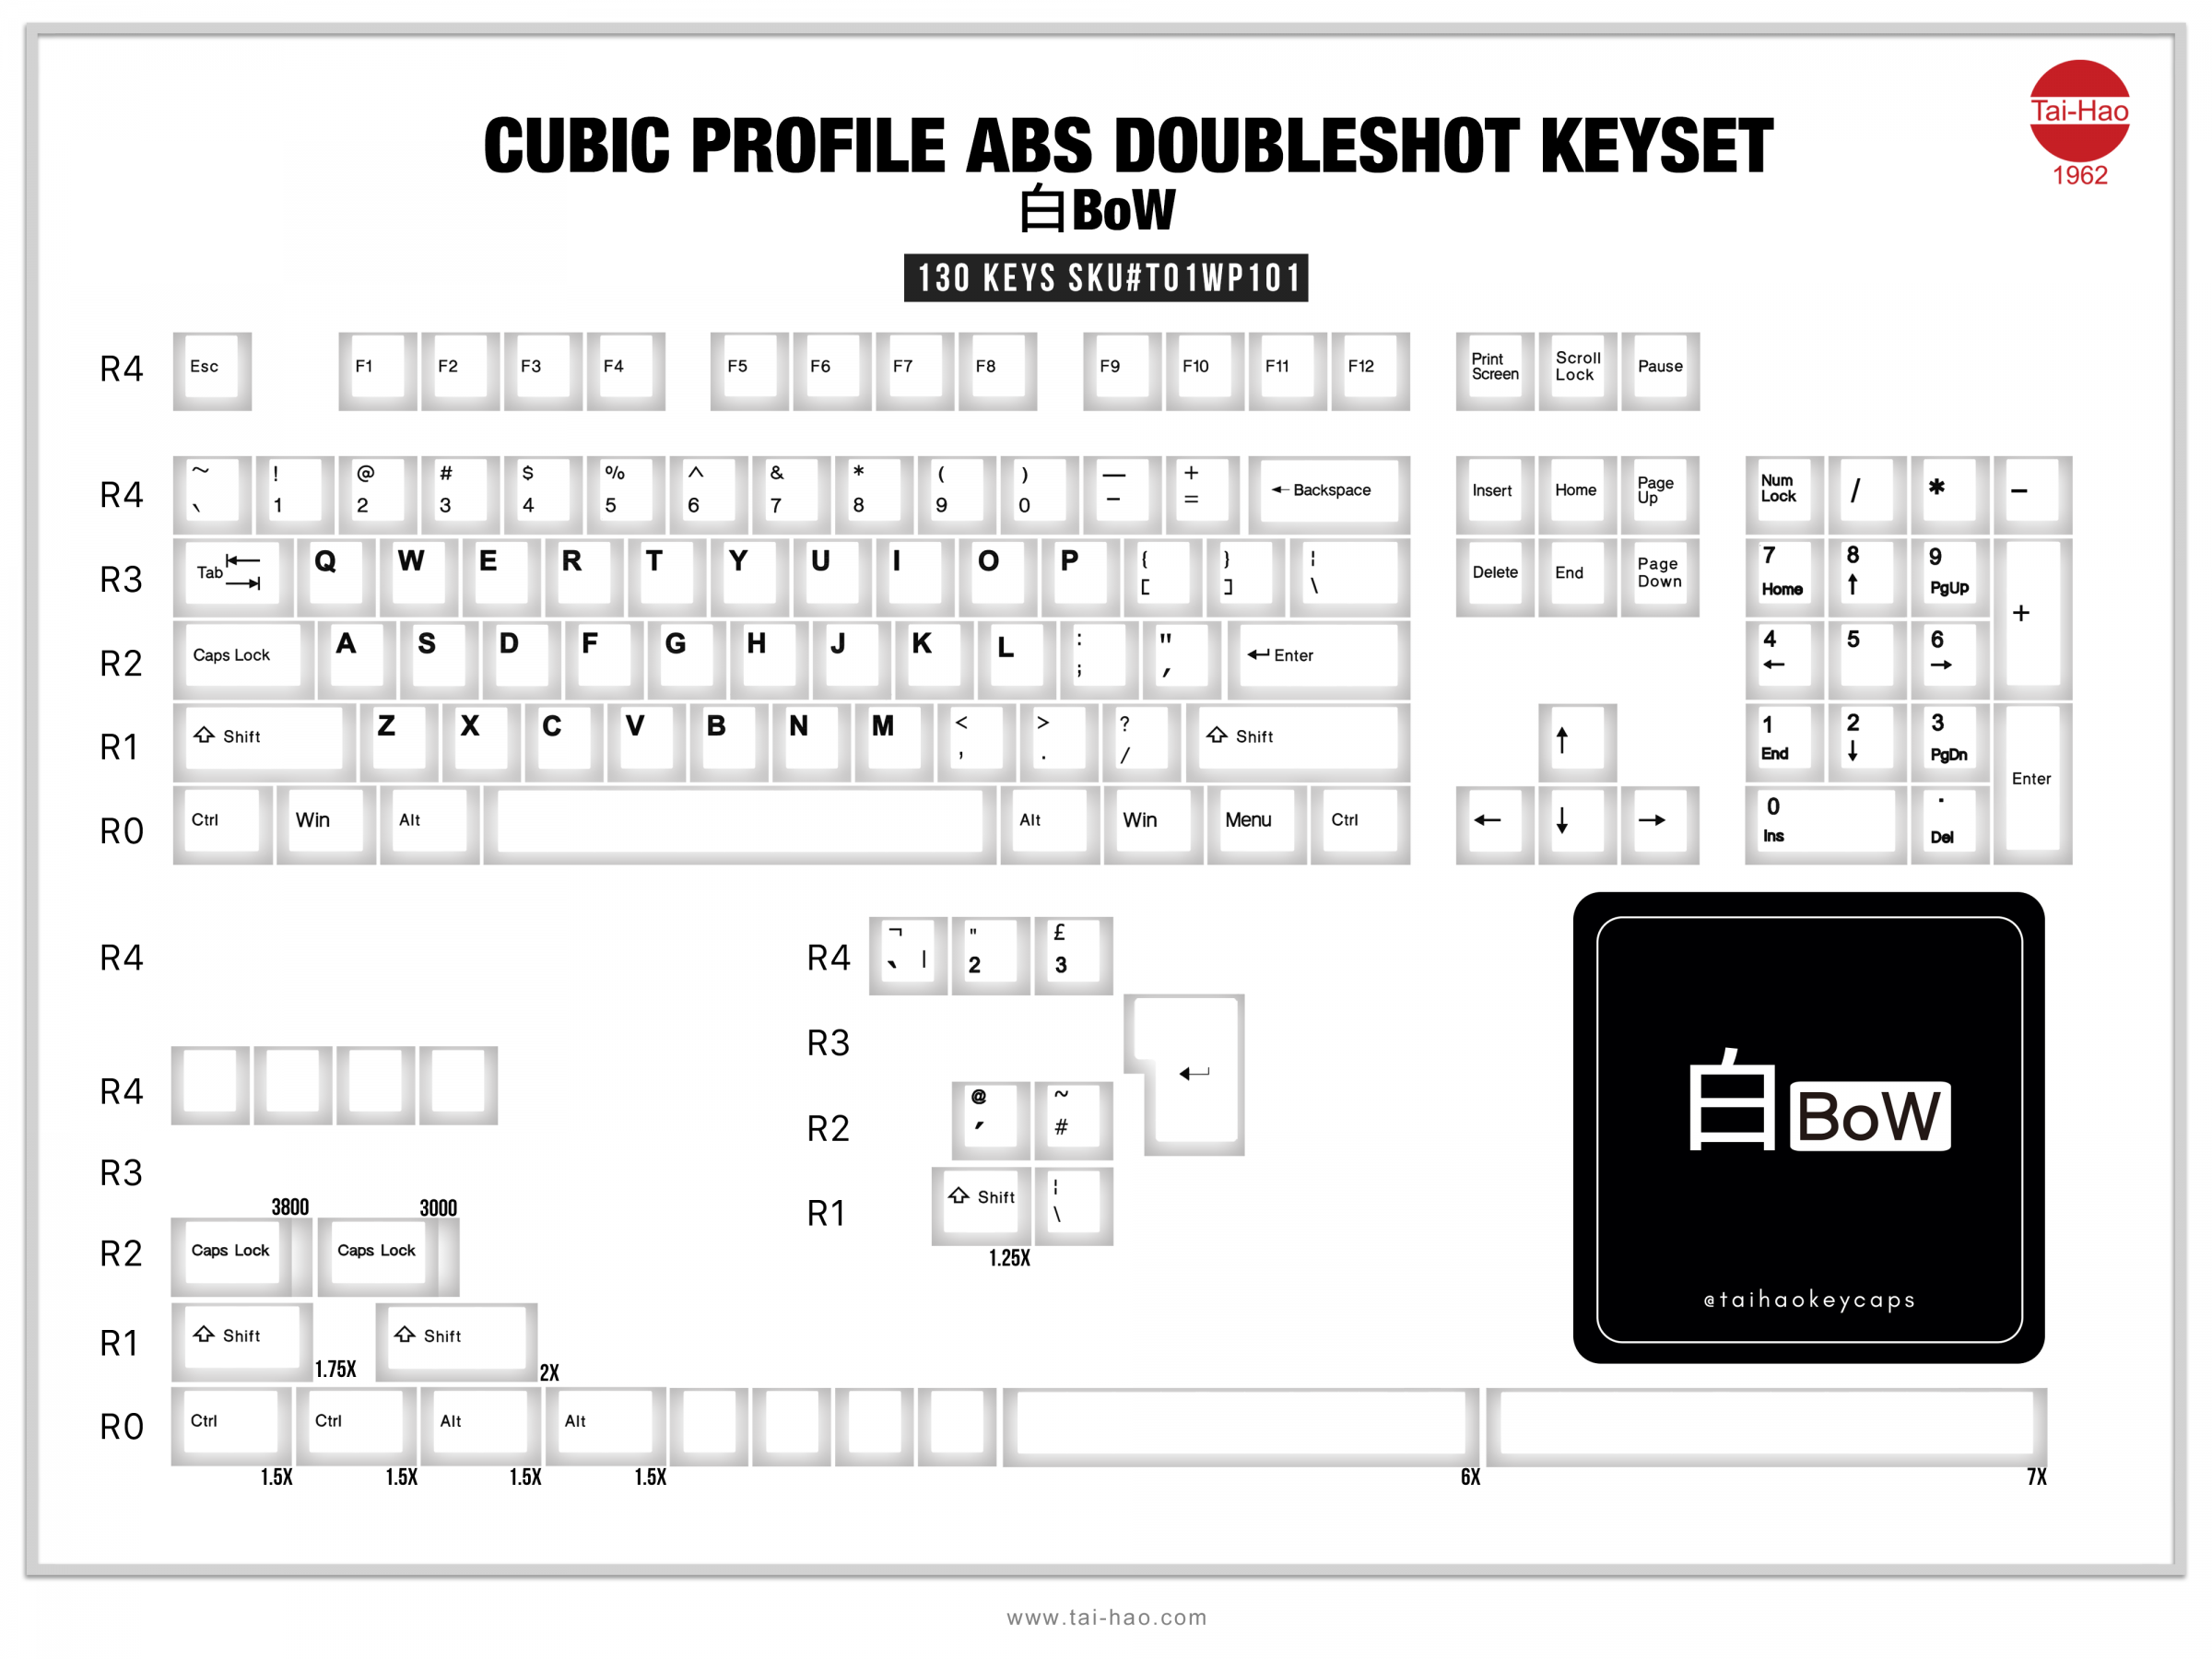 Tai-Hao
1962
CUBIC PROFILE ABS DOUBLESHOT KEYSET
白BoW
130 KEYS SKU#T01WP101
R4 Esc F1 F2 F3 F4 F5 F6 F7 F8 F9 F10 F11 F12 Print Screen Scroll Lock Pause
R4 ~ ` ! 1 @ 2 # 3 $ 4 % 5 ^ 6 & 7 * 8 ( 9 ) 0 — - + = ← Backspace Insert Home Page Up Num Lock / * -
R3 Tab Q W E R T Y U I O P { [ } ] ¦ \ Delete End Page Down 7 Home 8 ↑ 9 PgUp +
R2 Caps Lock A S D F G H J K L : ; " ' ↵ Enter 4 ← 5 6 →
R1 ⇧ Shift Z X C V B N M < , > . ? / ⇧ Shift ↑ 1 End 2 ↓ 3 PgDn Enter
R0 Ctrl Win Alt Alt Win Menu Ctrl ← ↓ → 0 Ins . Del
R4
R4
R3
3800 3000
R2 Caps Lock Caps Lock
R1 ⇧ Shift 1.75X ⇧ Shift 2X
R0 Ctrl Ctrl Alt Alt
1.5X 1.5X 1.5X 1.5X 6X 7X
R4 ¬ ` | " 2 £ 3
R3 ↵
R2 @ ' ~ #
R1 ⇧ Shift ¦ \
1.25X
白 BoW
@taihaokeycaps
www.tai-hao.com